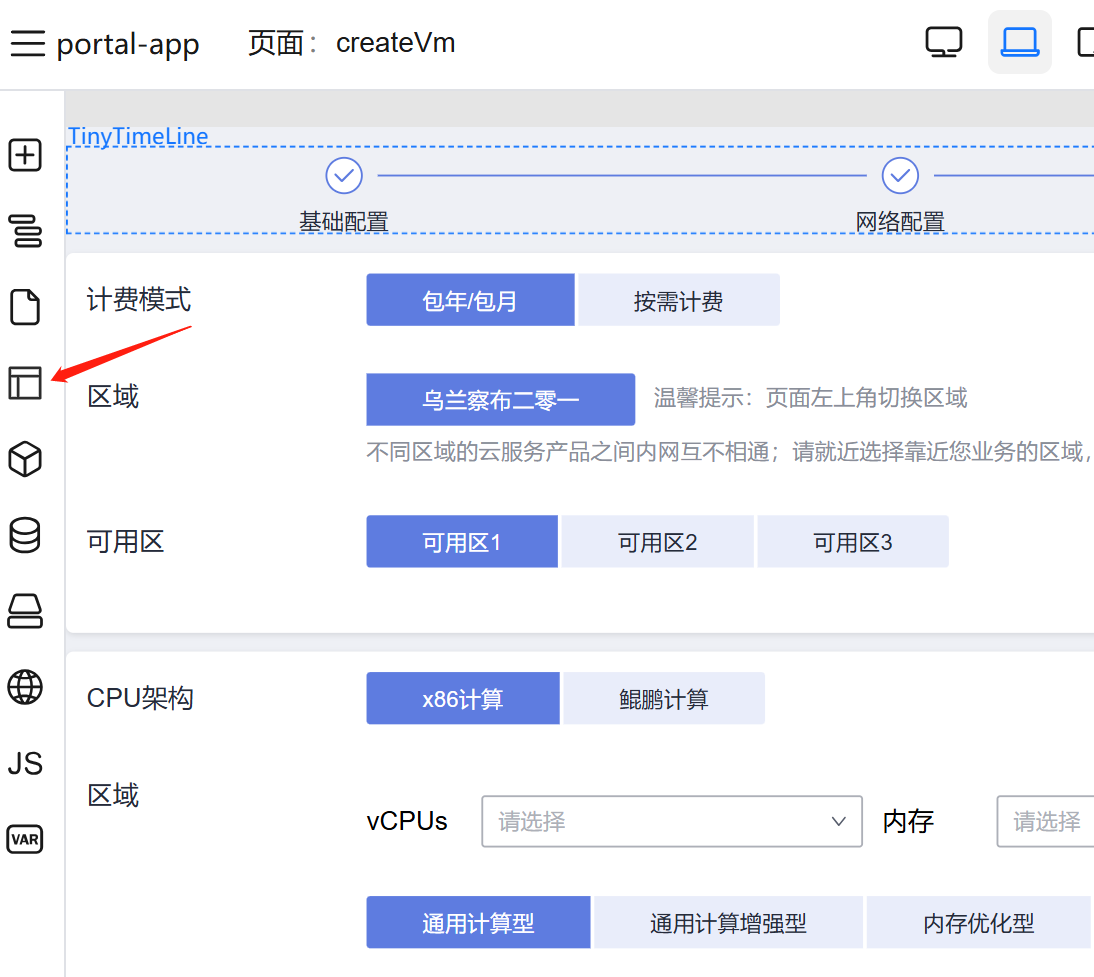 portal-app 页面： createVm
TinyTimeLine
基础配置 网络配置
计费模式 包年/包月 按需计费
区域 乌兰察布二零一 温馨提示：页面左上角切换区域
不同区域的云服务产品之间内网互不相通；请就近选择靠近您业务的区域，
可用区 可用区1 可用区2 可用区3
CPU架构 x86计算 鲲鹏计算
区域
vCPUs 请选择 内存 请选择
通用计算型 通用计算增强型 内存优化型
JS
VAR